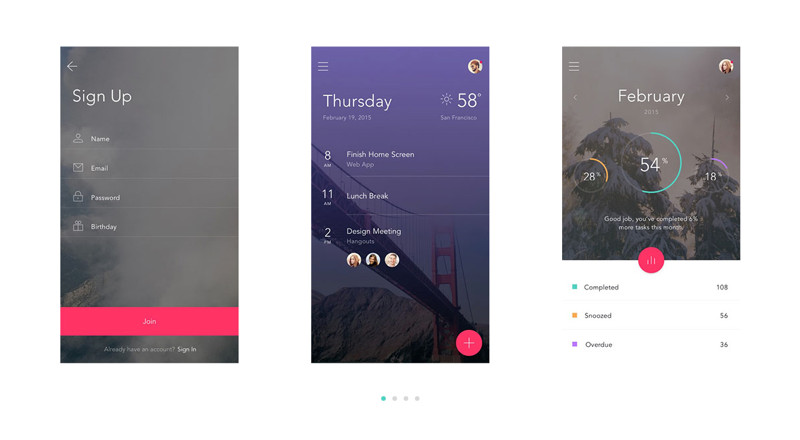 Sign Up
Name
Email
Password
Birthday
Join
Already have an account? Sign In
Thursday
58°
February 19, 2015
San Francisco
8 AM
Finish Home Screen
Web App
11 AM
Lunch Break
2 PM
Design Meeting
Hangouts
February
2015
28%
54%
18%
Good job, you've completed 6%
more tasks this month
Completed 108
Snoozed 56
Overdue 36